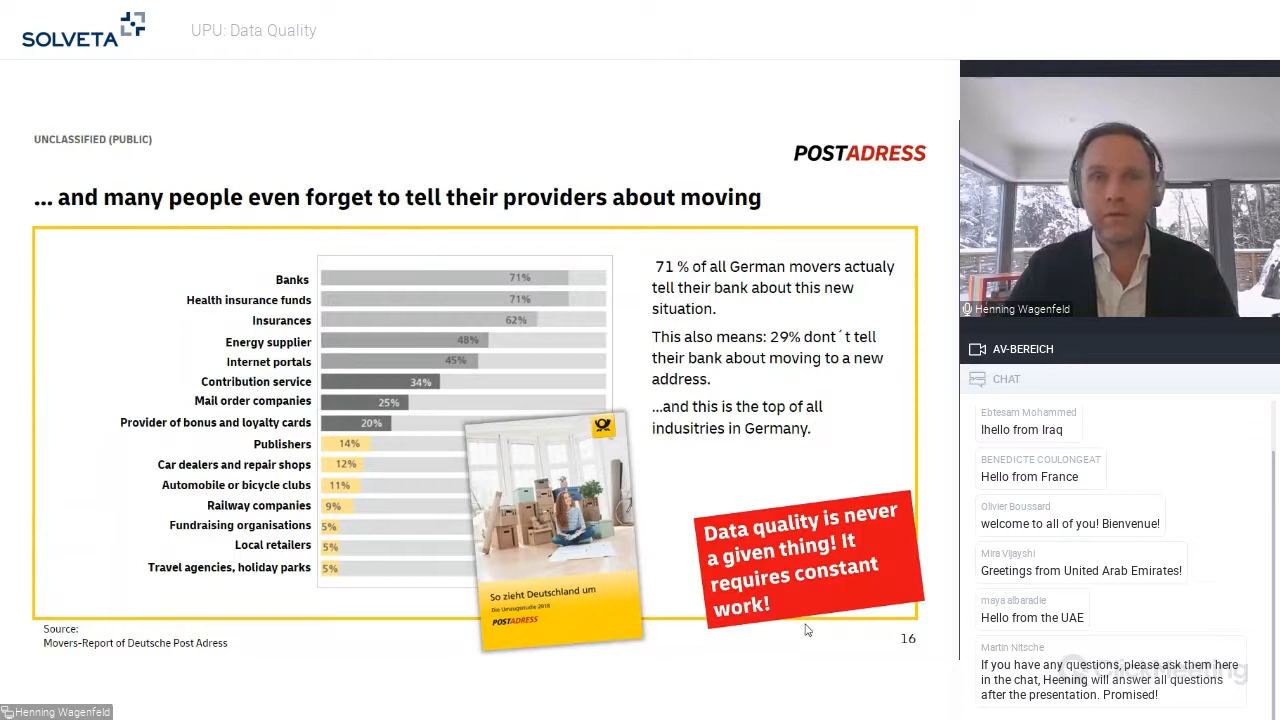 SOLVETA
UPU: Data Quality
UNCLASSIFIED (PUBLIC)
POSTADRESS
... and many people even forget to tell their providers about moving
Banks 71%
Health insurance funds 71%
Insurances 62%
Energy supplier 48%
Internet portals 45%
Contribution service 34%
Mail order companies 25%
Provider of bonus and loyalty cards 20%
Publishers 14%
Car dealers and repair shops 12%
Automobile or bicycle clubs 11%
Railway companies 9%
Fundraising organisations 5%
Local retailers 5%
Travel agencies, holiday parks 5%
71 % of all German movers actualy
tell their bank about this new
situation.
This also means: 29% dont´t tell
their bank about moving to a new
address.
...and this is the top of all
indusitries in Germany.
So zieht Deutschland um
Die Umzugsstudie 2018
POSTADRESS
Data quality is never
a given thing! It
requires constant
work!
Source:
Movers-Report of Deutsche Post Adress
16
Henning Wagenfeld
Henning Wagenfeld
AV-BEREICH
CHAT
Ebtesam Mohammed
Ihello from Iraq
BENEDICTE COULONGEAT
Hello from France
Olivier Boussard
welcome to all of you! Bienvenue!
Mira Vijayshi
Greetings from United Arab Emirates!
maya albaradie
Hello from the UAE
Martin Nitsche
If you have any questions, please ask them here
in the chat, Heening will answer all questions
after the presentation. Promised!